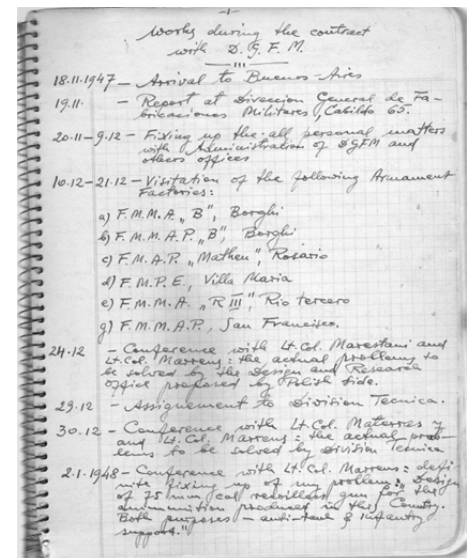 -1-
Works during the contract
with D.G.F.M.
18.11.1947 - Arrival to Buenos-Aires
19.11. - Report at Direccion General de Fa-
bricaciones Militares, Cabildo 65.
20.11-9.12 - Fixing up the all personal matters
with Administration of DGFM and
others offices
10.12-21.12 - Visitation of the following Armament
Factories:
a) F.M.M.A. „B", Borghi
b) F.M.M.A.P. „B", Borghi
c) F.M.A.P. „Matheu", Rosario
d) F.M.P.E., Villa Maria
e) F.M.M.A. „R III", Rio tercero
g) F.M.M.A.P., San Francisco.
24.12 - Conference with Lt. Col. Marestani and
Lt. Col. Marrens: the actual problems to
be solved by the Design and Research
Office proposed by Polish side.
29.12 - Assignement to Division Tecnica.
30.12 - Conference with Lt. Col. Materras y
and Lt. Col. Marrens: the actual prob-
lems to be solved by Division Tecnica
2.1.1948 - Conference with Lt. Col. Marrens: defi-
nite fixing up of my problem: „Design
of 75 mm cal recoilless gun for the
ammunition produced in this Country.
Both purposes - anti-tank & infantry
support."